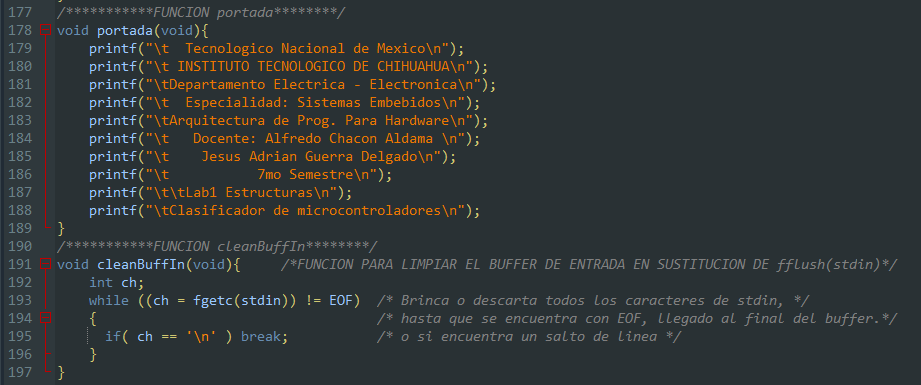 177 /***********FUNCION portada********/
178 void portada(void){
179     printf("\t  Tecnologico Nacional de Mexico\n");
180     printf("\t INSTITUTO TECNOLOGICO DE CHIHUAHUA\n");
181     printf("\tDepartamento Electrica - Electronica\n");
182     printf("\t  Especialidad: Sistemas Embebidos\n");
183     printf("\tArquitectura de Prog. Para Hardware\n");
184     printf("\t   Docente: Alfredo Chacon Aldama \n");
185     printf("\t    Jesus Adrian Guerra Delgado\n");
186     printf("\t           7mo Semestre\n");
187     printf("\t\tLab1 Estructuras\n");
188     printf("\tClasificador de microcontroladores\n");
189 }
190 /***********FUNCION cleanBuffIn********/
191 void cleanBuffIn(void){     /*FUNCION PARA LIMPIAR EL BUFFER DE ENTRADA EN SUSTITUCION DE fflush(stdin)*/
192     int ch;
193     while ((ch = fgetc(stdin)) != EOF)  /* Brinca o descarta todos los caracteres de stdin, */
194     {                                   /* hasta que se encuentra con EOF, llegado al final del buffer.*/
195       if( ch == '\n' ) break;           /* o si encuentra un salto de linea */
196     }
197 }